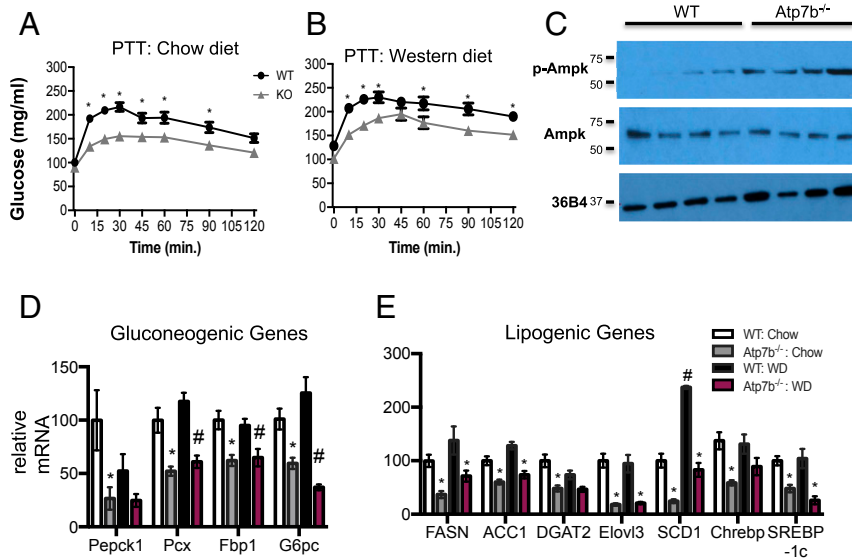 A
PTT: Chow diet
WT
KO
Glucose (mg/ml)
300
250
200
150
100
50
0
* * * * * *
0 15 30 45 60 75 90 105 120
Time (min.)
B
PTT: Western diet
300
250
200
150
100
50
0
* * * * * *
0 15 30 45 60 75 90 105 120
Time (min.)
C
WT
Atp7b-/-
p-Ampk
75
50
Ampk
75
50
36B4
37
D
Gluconeogenic Genes
relative
mRNA
150
100
50
0
* * # * # * #
Pepck1 Pcx Fbp1 G6pc
E
Lipogenic Genes
WT: Chow
Atp7b-/-: Chow
WT: WD
Atp7b-/-: WD
300
200
100
0
#
* * * * * * * * * * * *
FASN ACC1 DGAT2 Elovl3 SCD1 Chrebp SREBP
-1c